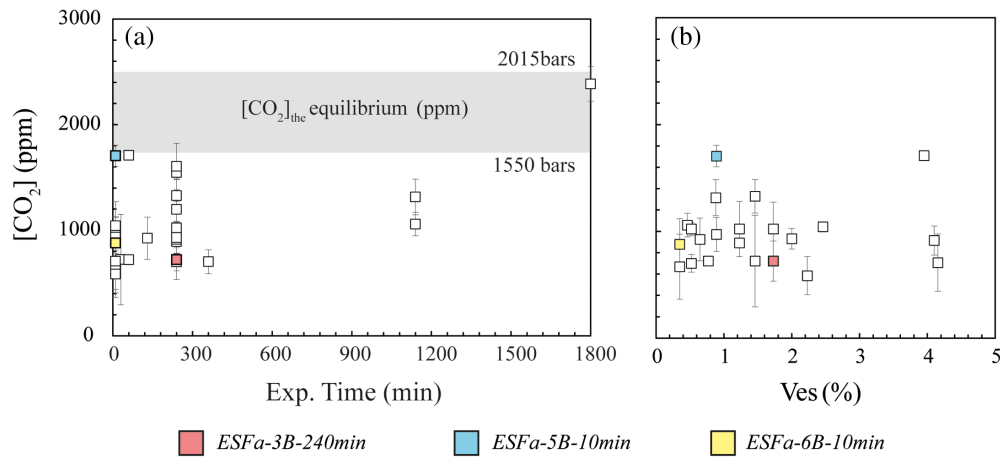 (a)
(b)
[CO2] (ppm)
3000
2000
1000
0
2015bars
[CO2]the equilibrium (ppm)
1550 bars
0 300 600 900 1200 1500 1800
Exp. Time (min)
0 1 2 3 4 5
Ves (%)
ESFa-3B-240min
ESFa-5B-10min
ESFa-6B-10min